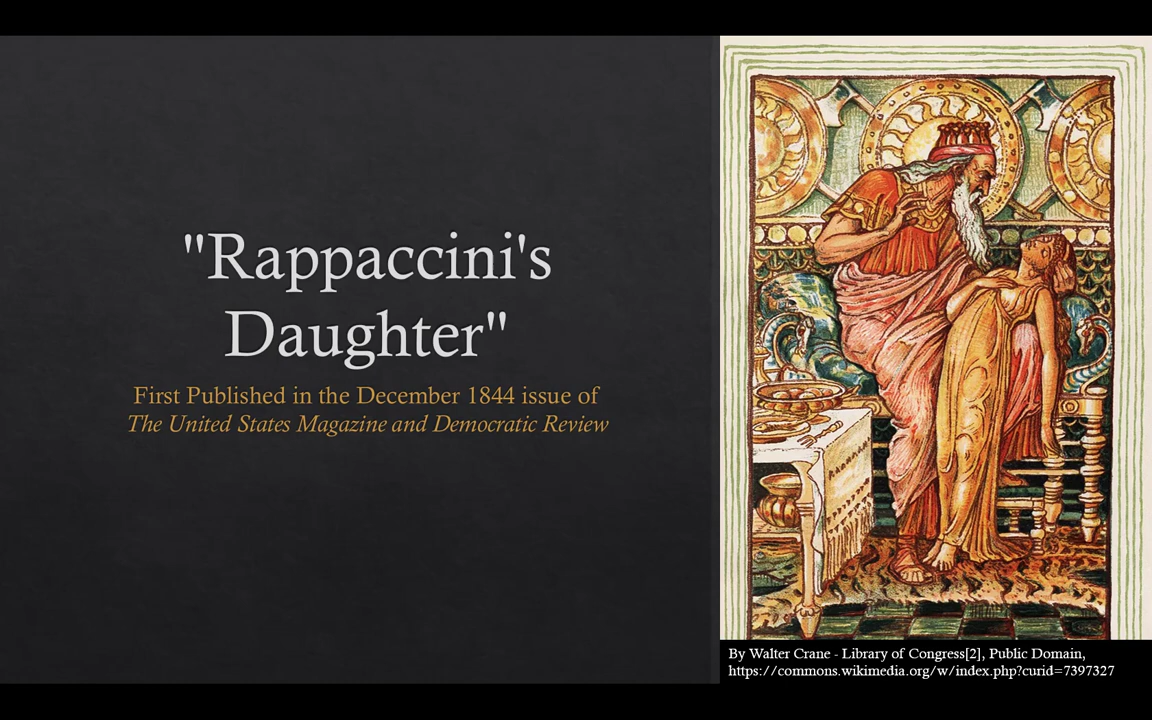 "Rappaccini's
Daughter"
First Published in the December 1844 issue of
The United States Magazine and Democratic Review
By Walter Crane - Library of Congress[2], Public Domain,
https://commons.wikimedia.org/w/index.php?curid=7397327